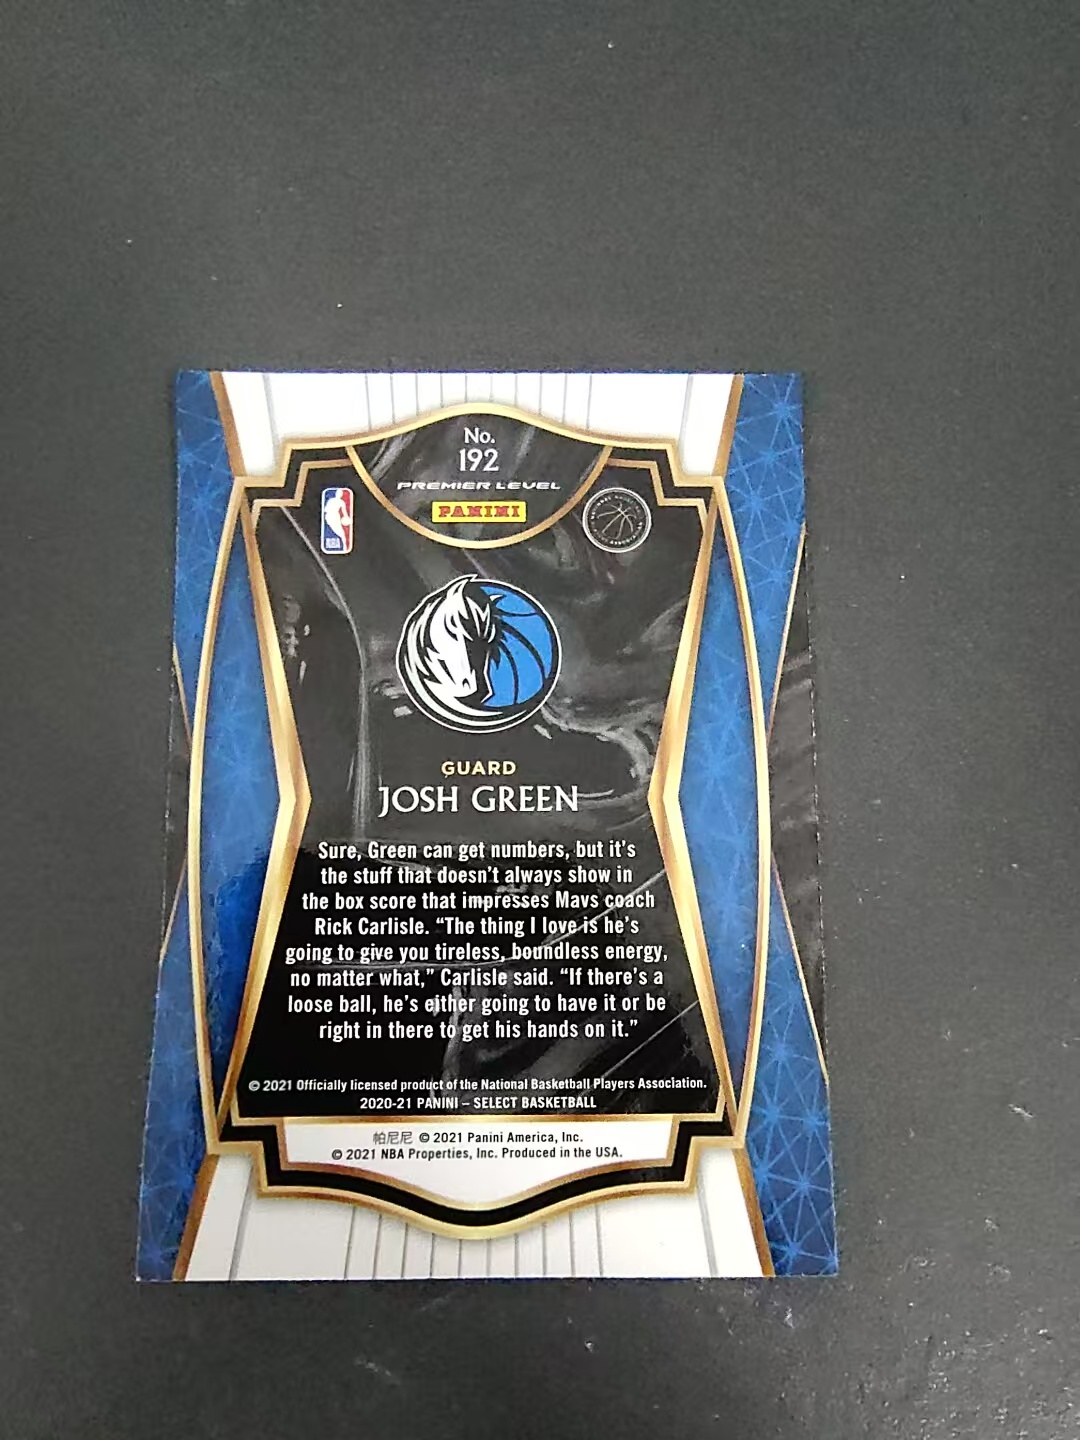 No.
192
PREMIER LEVEL
PANINI
NBA
GUARD
JOSH GREEN
Sure, Green can get numbers, but it's
the stuff that doesn't always show in
the box score that impresses Mavs coach
Rick Carlisle. “The thing I love is he's
going to give you tireless, boundless energy,
no matter what,” Carlisle said. “If there's a
loose ball, he's either going to have it or be
right in there to get his hands on it.”
© 2021 Officially licensed product of the National Basketball Players Association.
2020-21 PANINI – SELECT BASKETBALL
帕尼尼 © 2021 Panini America, Inc.
© 2021 NBA Properties, Inc. Produced in the USA.